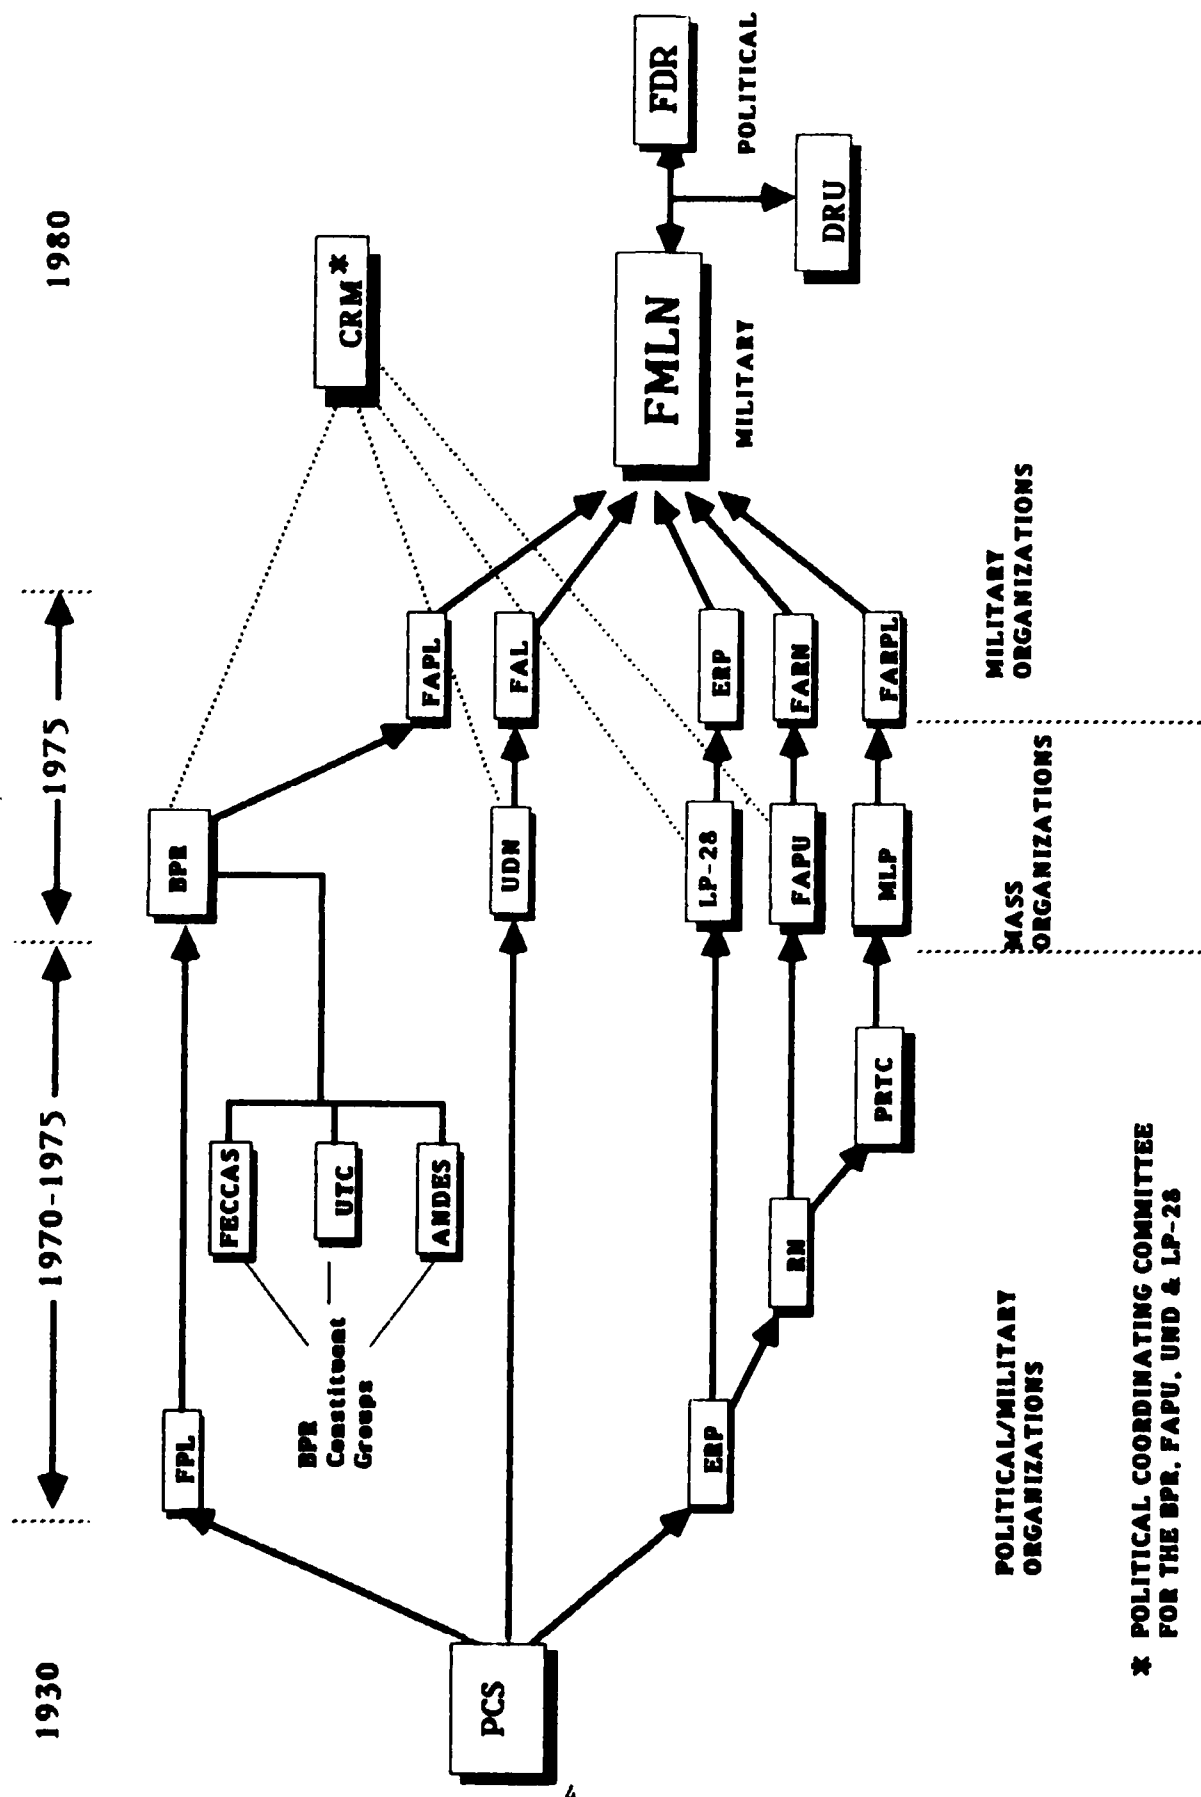 1930
1970-1975
1975
1980
PCS
FPL
FECCAS
UTC
ANDES
BPR
Constituent
Groups
ERP
RN
PRTC
BPR
UDN
LP-28
FAPU
MLP
FAPL
FAL
ERP
FARN
FARPL
CRM*
FMLN
MILITARY
FDR
POLITICAL
DRU
POLITICAL/MILITARY
ORGANIZATIONS
MASS
ORGANIZATIONS
MILITARY
ORGANIZATIONS
* POLITICAL COORDINATING COMMITTEE
FOR THE BPR, FAPU, UND & LP-28
4